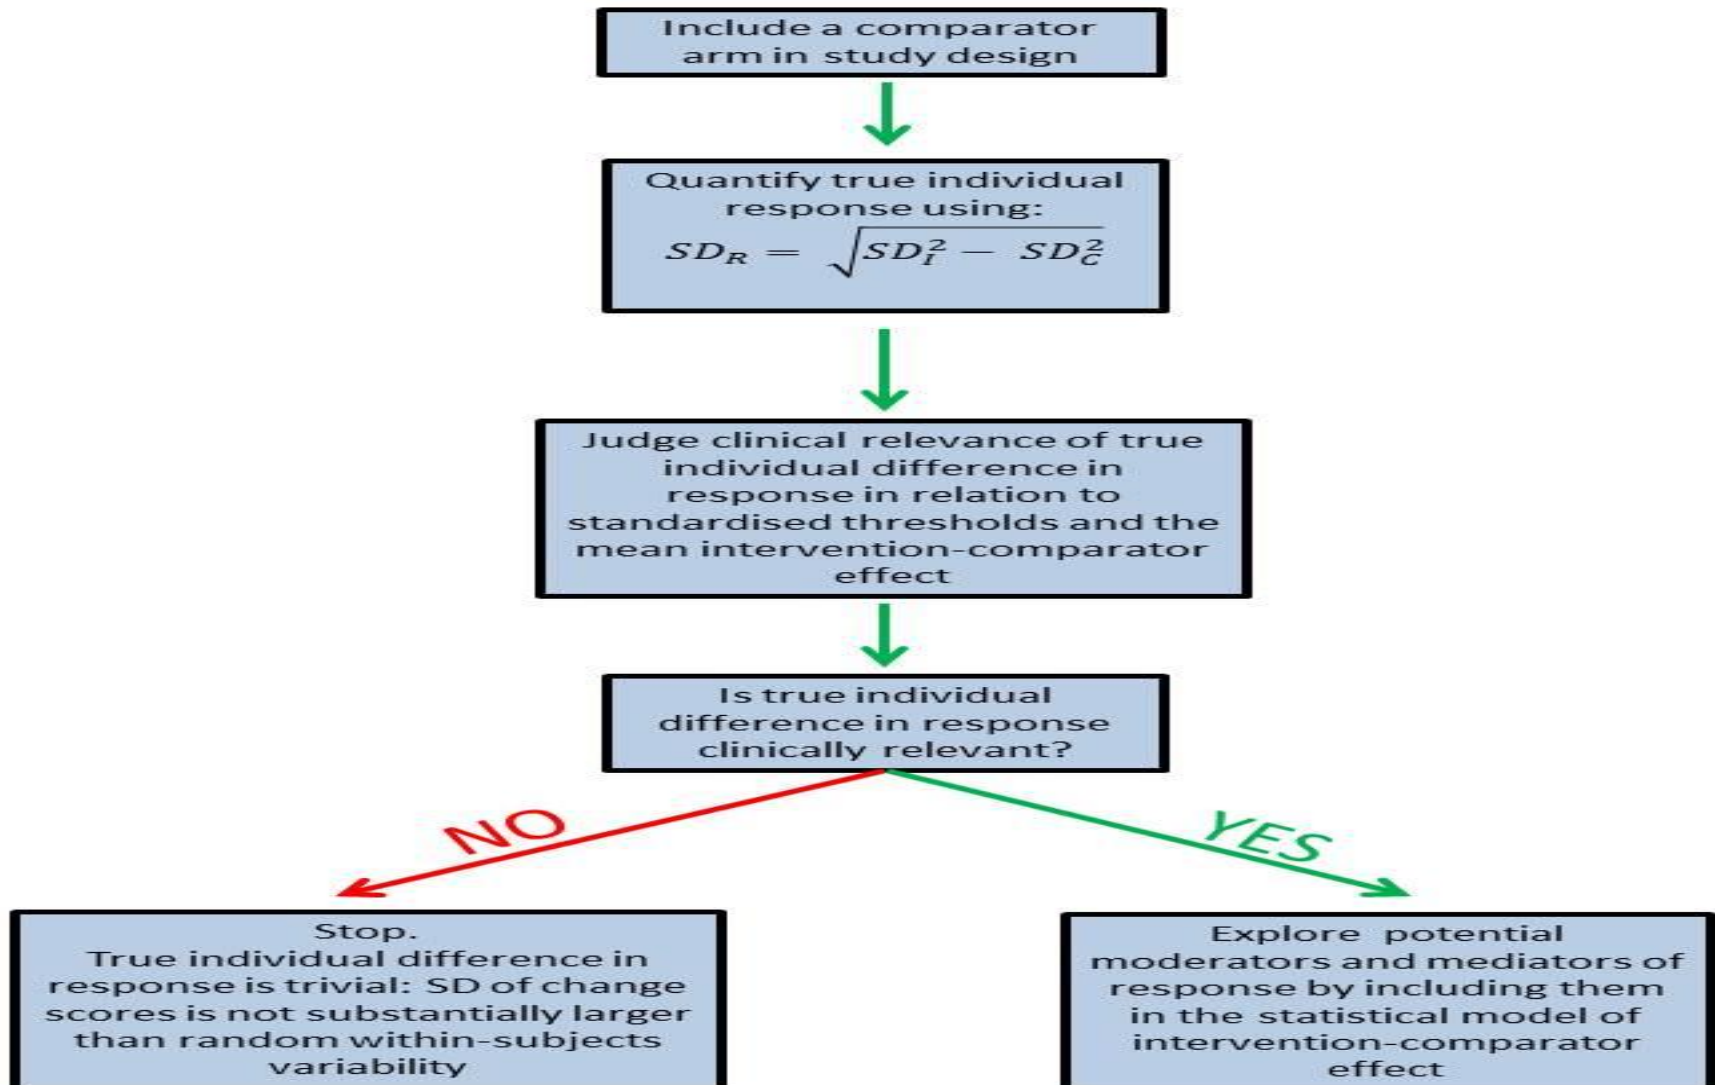 Include a comparator
arm in study design
Quantify true individual
response using:
SD_R = √(SD_I^2 − SD_C^2)
Judge clinical relevance of true
individual difference in
response in relation to
standardised thresholds and the
mean intervention-comparator
effect
Is true individual
difference in response
clinically relevant?
NO
YES
Stop.
True individual difference in
response is trivial: SD of change
scores is not substantially larger
than random within-subjects
variability
Explore potential
moderators and mediators of
response by including them
in the statistical model of
intervention-comparator
effect